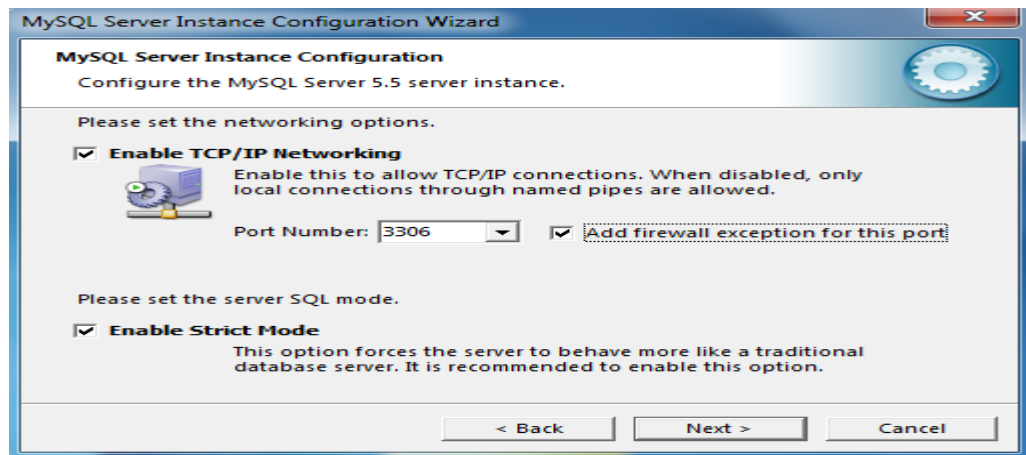 MySQL Server Instance Configuration Wizard
MySQL Server Instance Configuration
Configure the MySQL Server 5.5 server instance.
Please set the networking options.
Enable TCP/IP Networking
Enable this to allow TCP/IP connections. When disabled, only
local connections through named pipes are allowed.
Port Number: 3306 Add firewall exception for this port
Please set the server SQL mode.
Enable Strict Mode
This option forces the server to behave more like a traditional
database server. It is recommended to enable this option.
< Back Next > Cancel